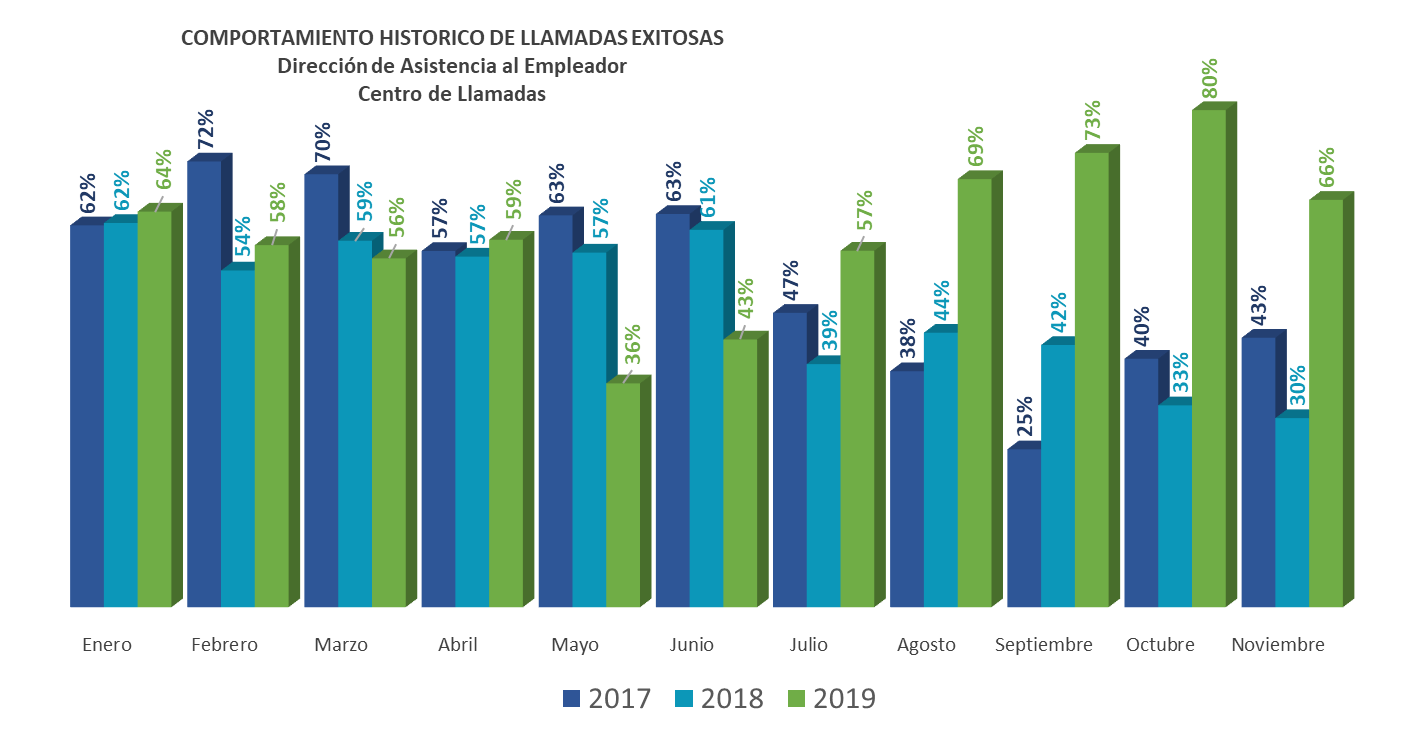 COMPORTAMIENTO HISTORICO DE LLAMADAS EXITOSAS
Dirección de Asistencia al Empleador
Centro de Llamadas
62% 62% 64%
72% 54% 58%
70% 59% 56%
57% 57% 59%
63% 57% 36%
63% 61% 43%
47% 39% 57%
38% 44% 69%
25% 42% 73%
40% 33% 80%
43% 30% 66%
Enero Febrero Marzo Abril Mayo Junio Julio Agosto Septiembre Octubre Noviembre
2017 2018 2019